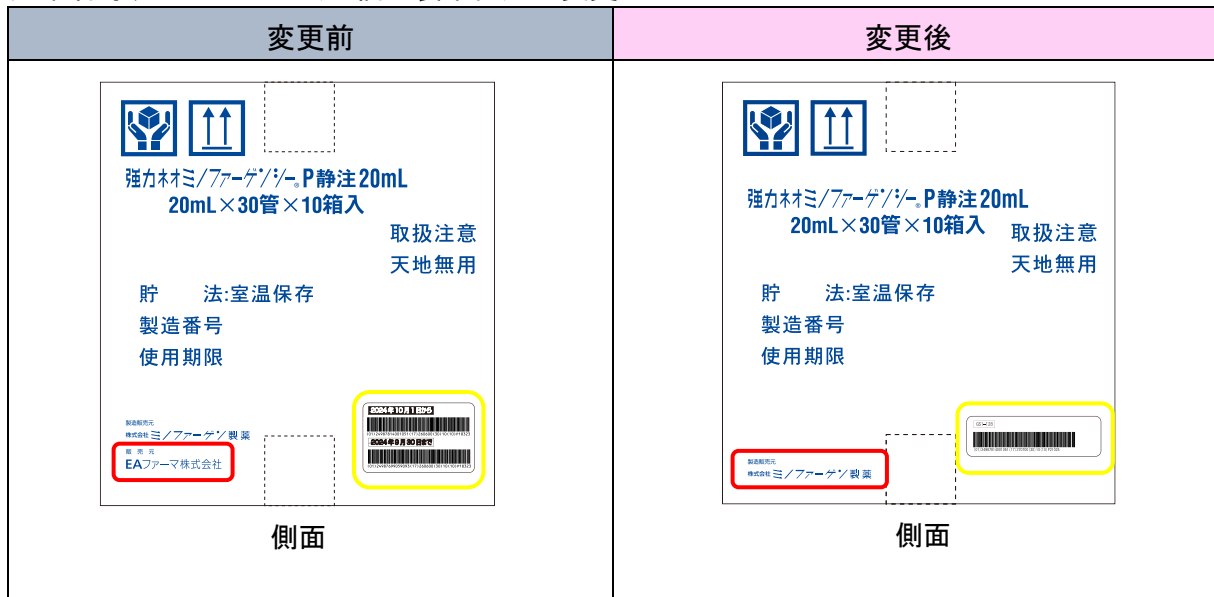 変更前
変更後
強力ネオミノファーゲンシー®P静注20mL
20mL×30管×10箱入
取扱注意
天地無用
貯 法:室温保存
製造番号
使用期限
製造販売元
株式会社ミノファーゲン製薬
販売元
EAファーマ株式会社
2024年10月1日から
2024年9月30日まで
側面
強力ネオミノファーゲンシー®P静注20mL
20mL×30管×10箱入
取扱注意
天地無用
貯 法:室温保存
製造番号
使用期限
製造販売元
株式会社ミノファーゲン製薬
側面